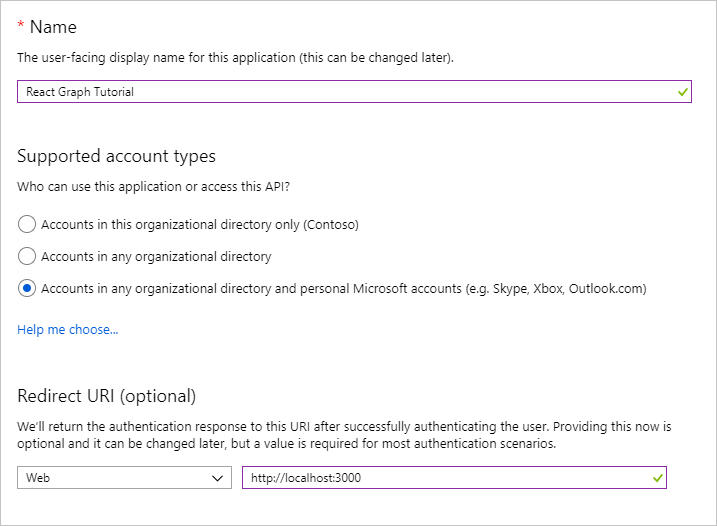 * Name
The user-facing display name for this application (this can be changed later).
React Graph Tutorial
Supported account types
Who can use this application or access this API?
Accounts in this organizational directory only (Contoso)
Accounts in any organizational directory
Accounts in any organizational directory and personal Microsoft accounts (e.g. Skype, Xbox, Outlook.com)
Help me choose...
Redirect URI (optional)
We'll return the authentication response to this URI after successfully authenticating the user. Providing this now is
optional and it can be changed later, but a value is required for most authentication scenarios.
Web
http://localhost:3000